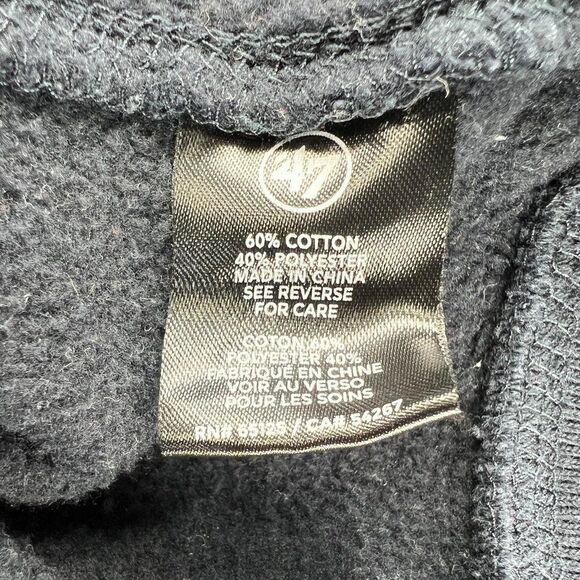 47
60% COTTON
40% POLYESTER
MADE IN CHINA
SEE REVERSE
FOR CARE
COTON 60%
POLYESTER 40%
FABRIQUÉ EN CHINE
VOIR AU VERSO
POUR LES SOINS
RN# 65125 / CA# 54267